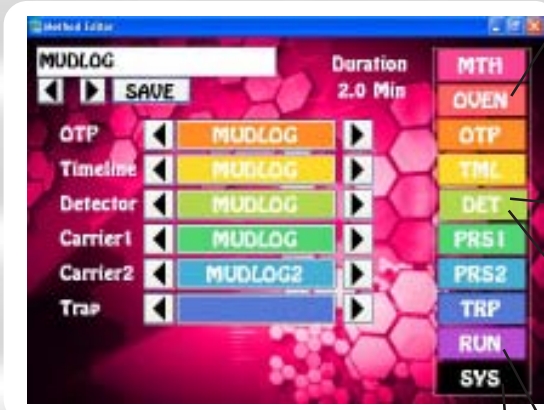 Method Editor
MUDLOG
Duration
2.0 Min
SAVE
OTP MUDLOG
Timeline MUDLOG
Detector MUDLOG
Carrier1 MUDLOG
Carrier2 MUDLOG2
Trap
MTH
OVEN
OTP
TML
DET
PRS1
PRS2
TRP
RUN
SYS